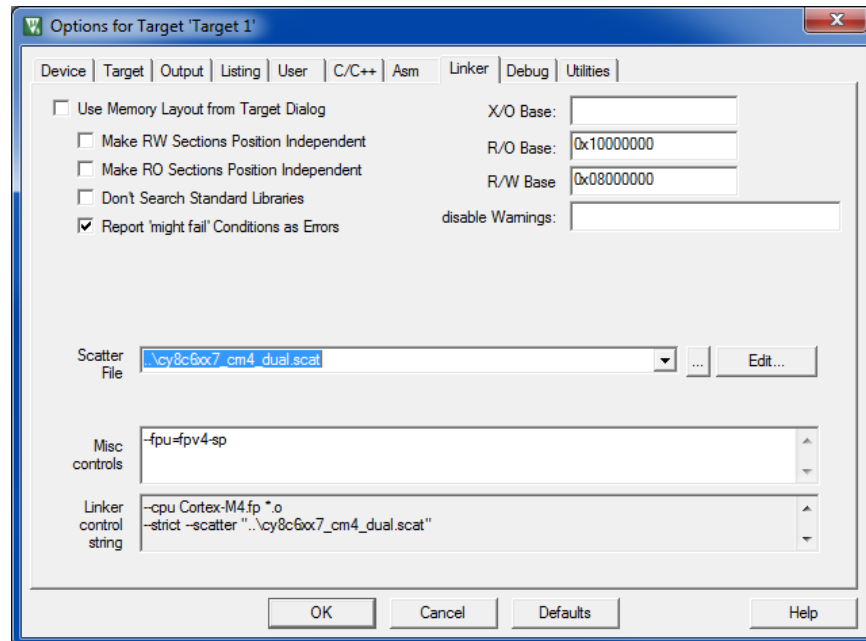 Options for Target 'Target 1'
Device Target Output Listing User C/C++ Asm Linker Debug Utilities
Use Memory Layout from Target Dialog
Make RW Sections Position Independent
Make RO Sections Position Independent
Don't Search Standard Libraries
Report 'might fail' Conditions as Errors
X/O Base:
R/O Base: 0x10000000
R/W Base 0x08000000
disable Warnings:
Scatter
File
..\cy8c6xx7_cm4_dual.scat
...
Edit...
Misc
controls
--fpu=fpv4-sp
Linker
control
string
--cpu Cortex-M4.fp *.o
--strict --scatter "..\cy8c6xx7_cm4_dual.scat"
OK Cancel Defaults Help